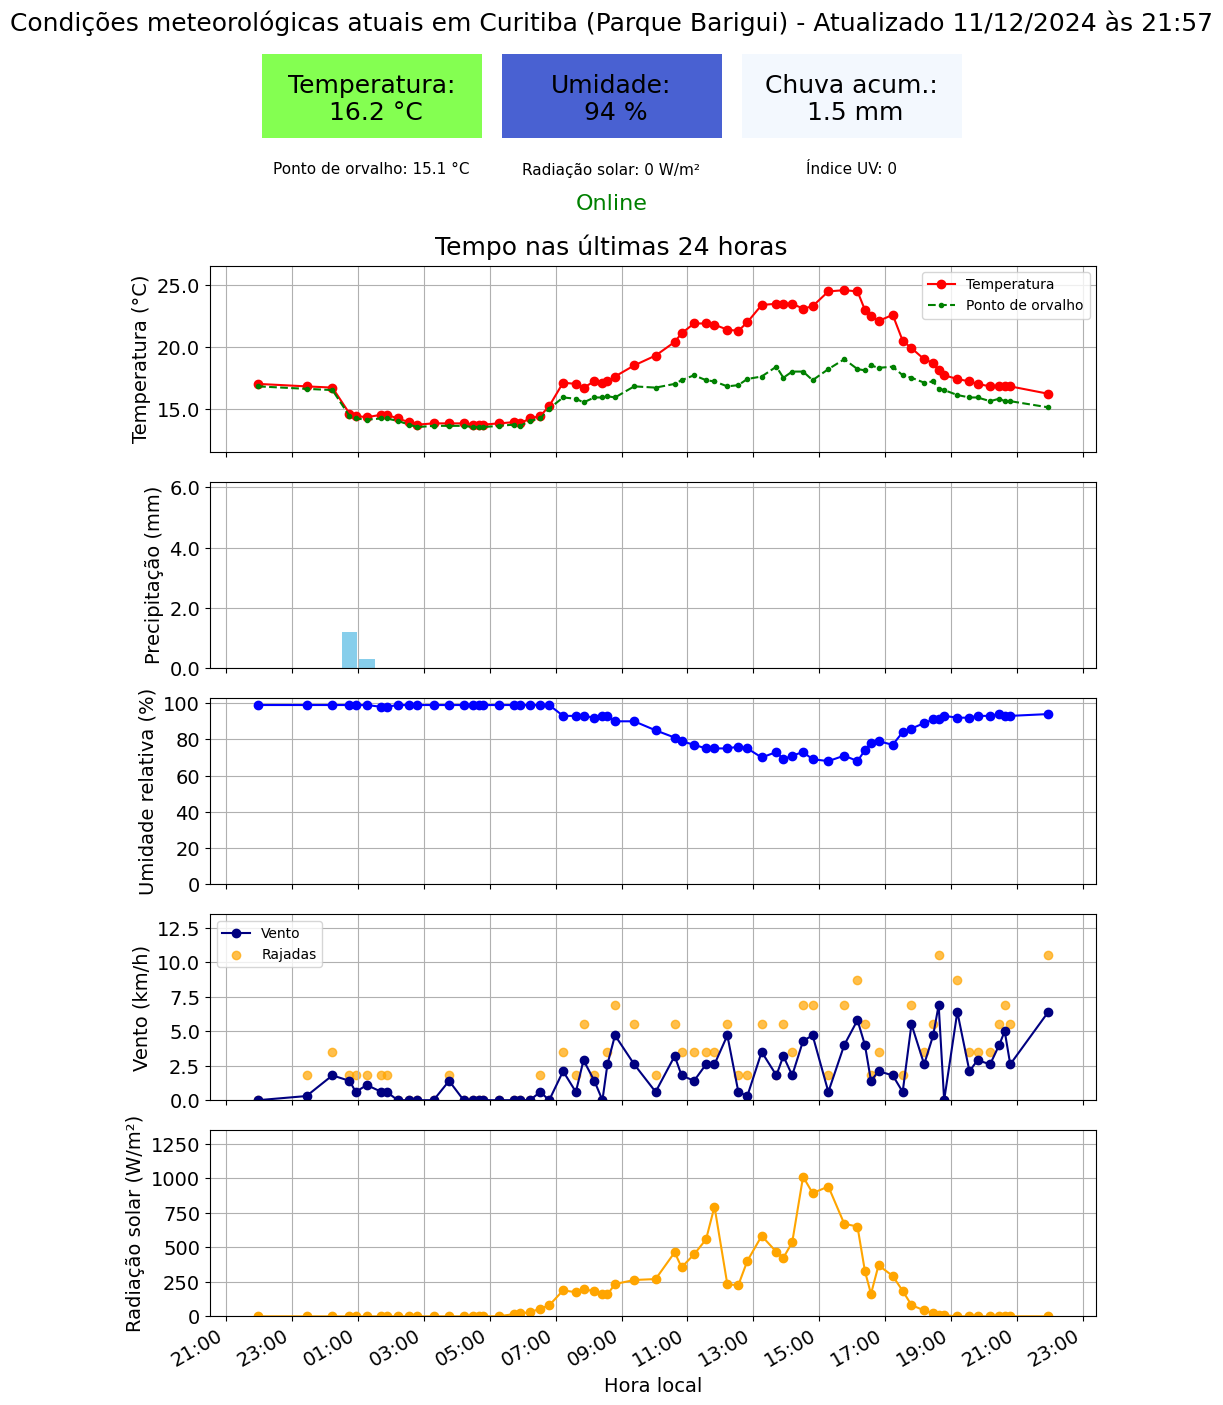 Condições meteorológicas atuais em Curitiba (Parque Barigui) - Atualizado 11/12/2024 às 21:57
Temperatura:
16.2 °C
Umidade:
94 %
Chuva acum.:
1.5 mm
Ponto de orvalho: 15.1 °C
Radiação solar: 0 W/m²
Índice UV: 0
Online
Tempo nas últimas 24 horas
Temperatura (°C)
25.0
20.0
15.0
Temperatura
Ponto de orvalho
Precipitação (mm)
6.0
4.0
2.0
0.0
Umidade relativa (%)
100
80
60
40
20
0
Vento (km/h)
12.5
10.0
7.5
5.0
2.5
0.0
Vento
Rajadas
Radiação solar (W/m²)
1250
1000
750
500
250
0
21:00
23:00
01:00
03:00
05:00
07:00
09:00
11:00
13:00
15:00
17:00
19:00
21:00
23:00
Hora local